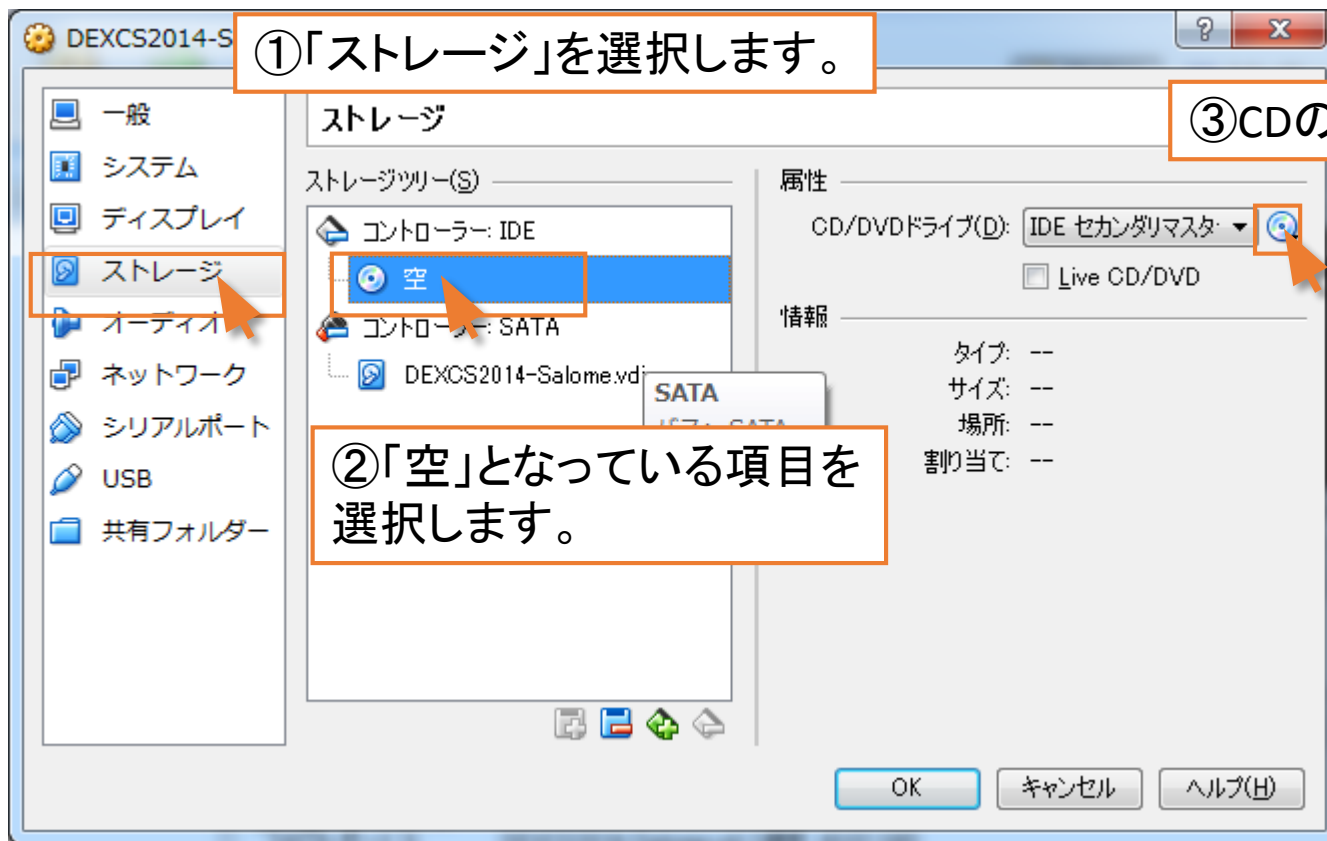 DEXCS2014-S
①「ストレージ」を選択します。
一般
システム
ディスプレイ
ストレージ
オーディオ
ネットワーク
シリアルポート
USB
共有フォルダー
ストレージ
③CDの
ストレージツリー(S)
コントローラー: IDE
空
コントローラー: SATA
DEXCS2014-Salome.vdi
SATA
②「空」となっている項目を
選択します。
属性
CD/DVDドライブ(D): IDE セカンダリマスター
Live CD/DVD
情報
タイプ: --
サイズ: --
場所: --
割り当て: --
OK
キャンセル
ヘルプ(H)